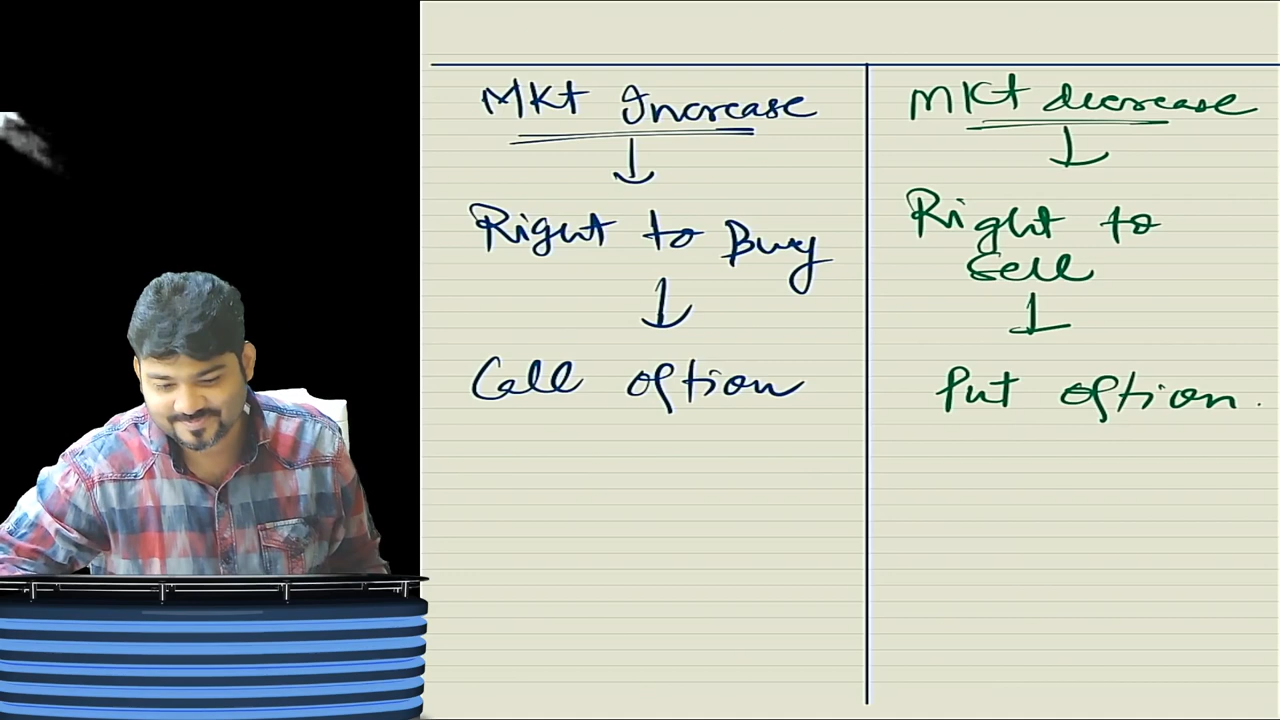 MKt Increase
Right to Buy
Call option
MKt decrease
Right to
Sell
Put option.